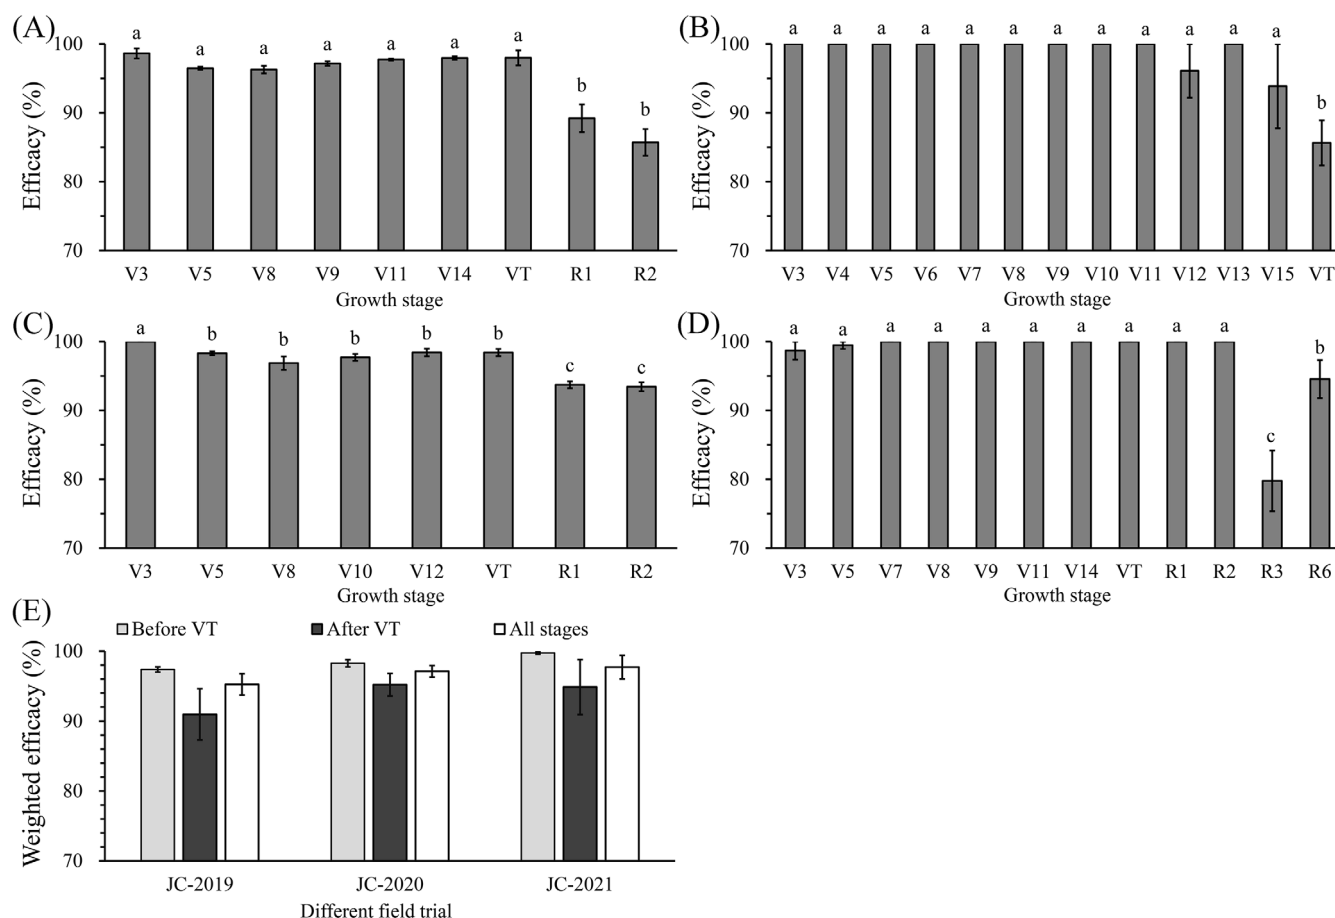 (A)
Efficacy (%)
100
90
80
70
a a a a a a a b b
V3 V5 V8 V9 V11 V14 VT R1 R2
Growth stage
(B)
Efficacy (%)
100
90
80
70
a a a a a a a a a a a a b
V3 V4 V5 V6 V7 V8 V9 V10 V11 V12 V13 V15 VT
Growth stage
(C)
Efficacy (%)
100
90
80
70
a b b b b b c c
V3 V5 V8 V10 V12 VT R1 R2
Growth stage
(D)
Efficacy (%)
100
90
80
70
a a a a a a a a a a c b
V3 V5 V7 V8 V9 V11 V14 VT R1 R2 R3 R6
Growth stage
(E)
Before VT After VT All stages
Weighted efficacy (%)
100
90
80
70
JC-2019 JC-2020 JC-2021
Different field trial